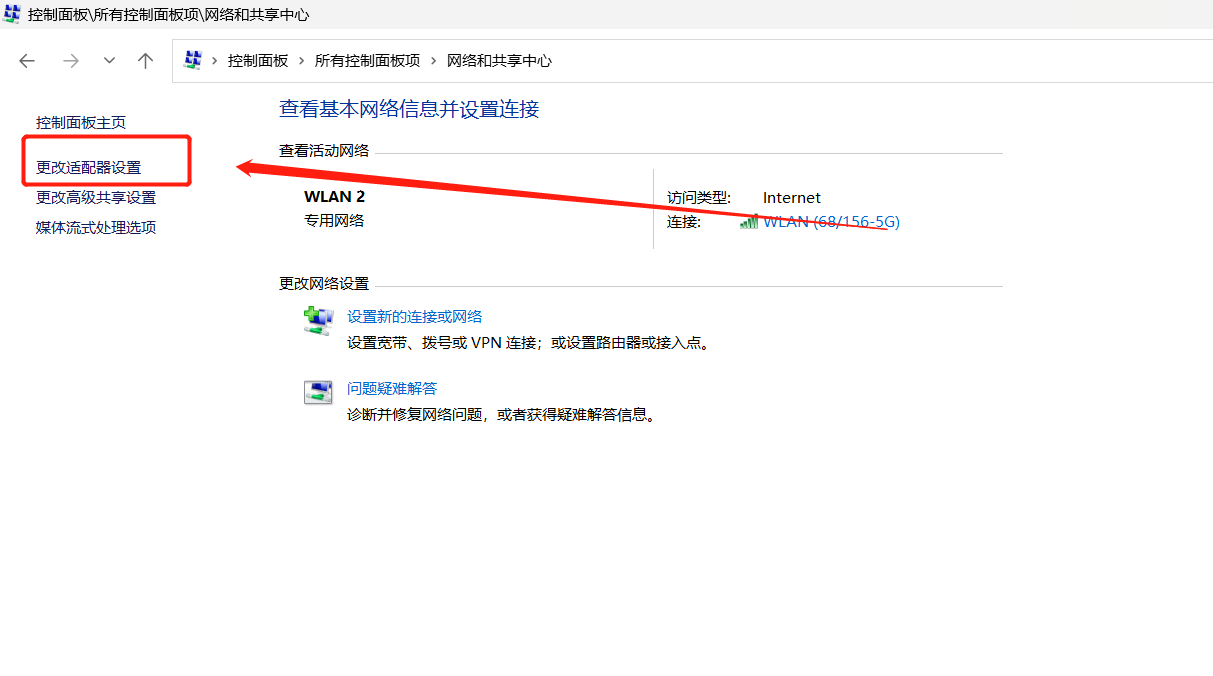 控制面板\所有控制面板项\网络和共享中心
控制面板 > 所有控制面板项 > 网络和共享中心
控制面板主页
更改适配器设置
更改高级共享设置
媒体流式处理选项
查看基本网络信息并设置连接
查看活动网络
WLAN 2
专用网络
访问类型: Internet
连接: WLAN (68/156-5G)
更改网络设置
设置新的连接或网络
设置宽带、拨号或 VPN 连接；或设置路由器或接入点。
问题疑难解答
诊断并修复网络问题，或者获得疑难解答信息。